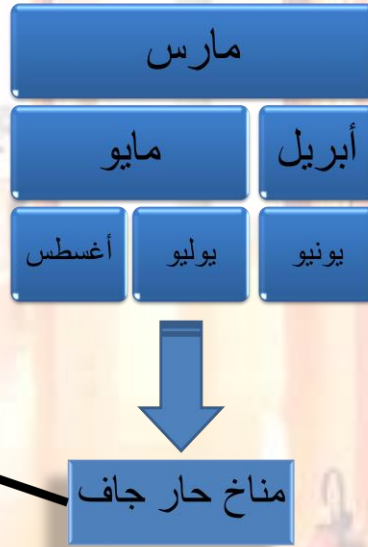 مارس
أبريل
مايو
يونيو
يوليو
أغسطس
مناخ حار جاف